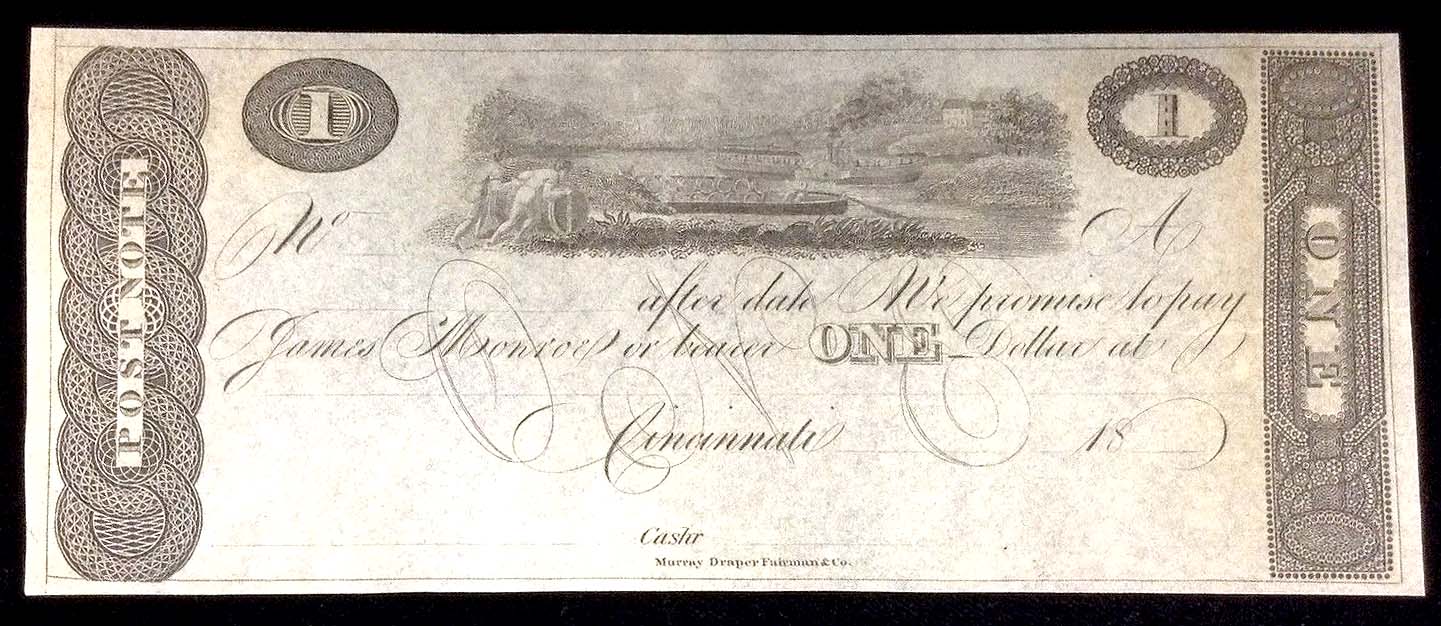 POST NOTE
1
1
No A
after date We promise to pay
James Monroe or bearer ONE Dollar at
ONE
Cincinnati 18
Cashr
Murray Draper Fairman & Co.
ONE